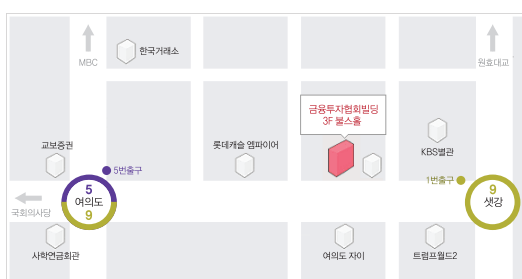 한국거래소
MBC
원효대교
금융투자협회빌딩
3F 불스홀
교보증권
롯데캐슬 엠파이어
KBS별관
5번출구
1번출구
5
여의도
9
9
샛강
국회의사당
사학연금회관
여의도 자이
트럼프월드2